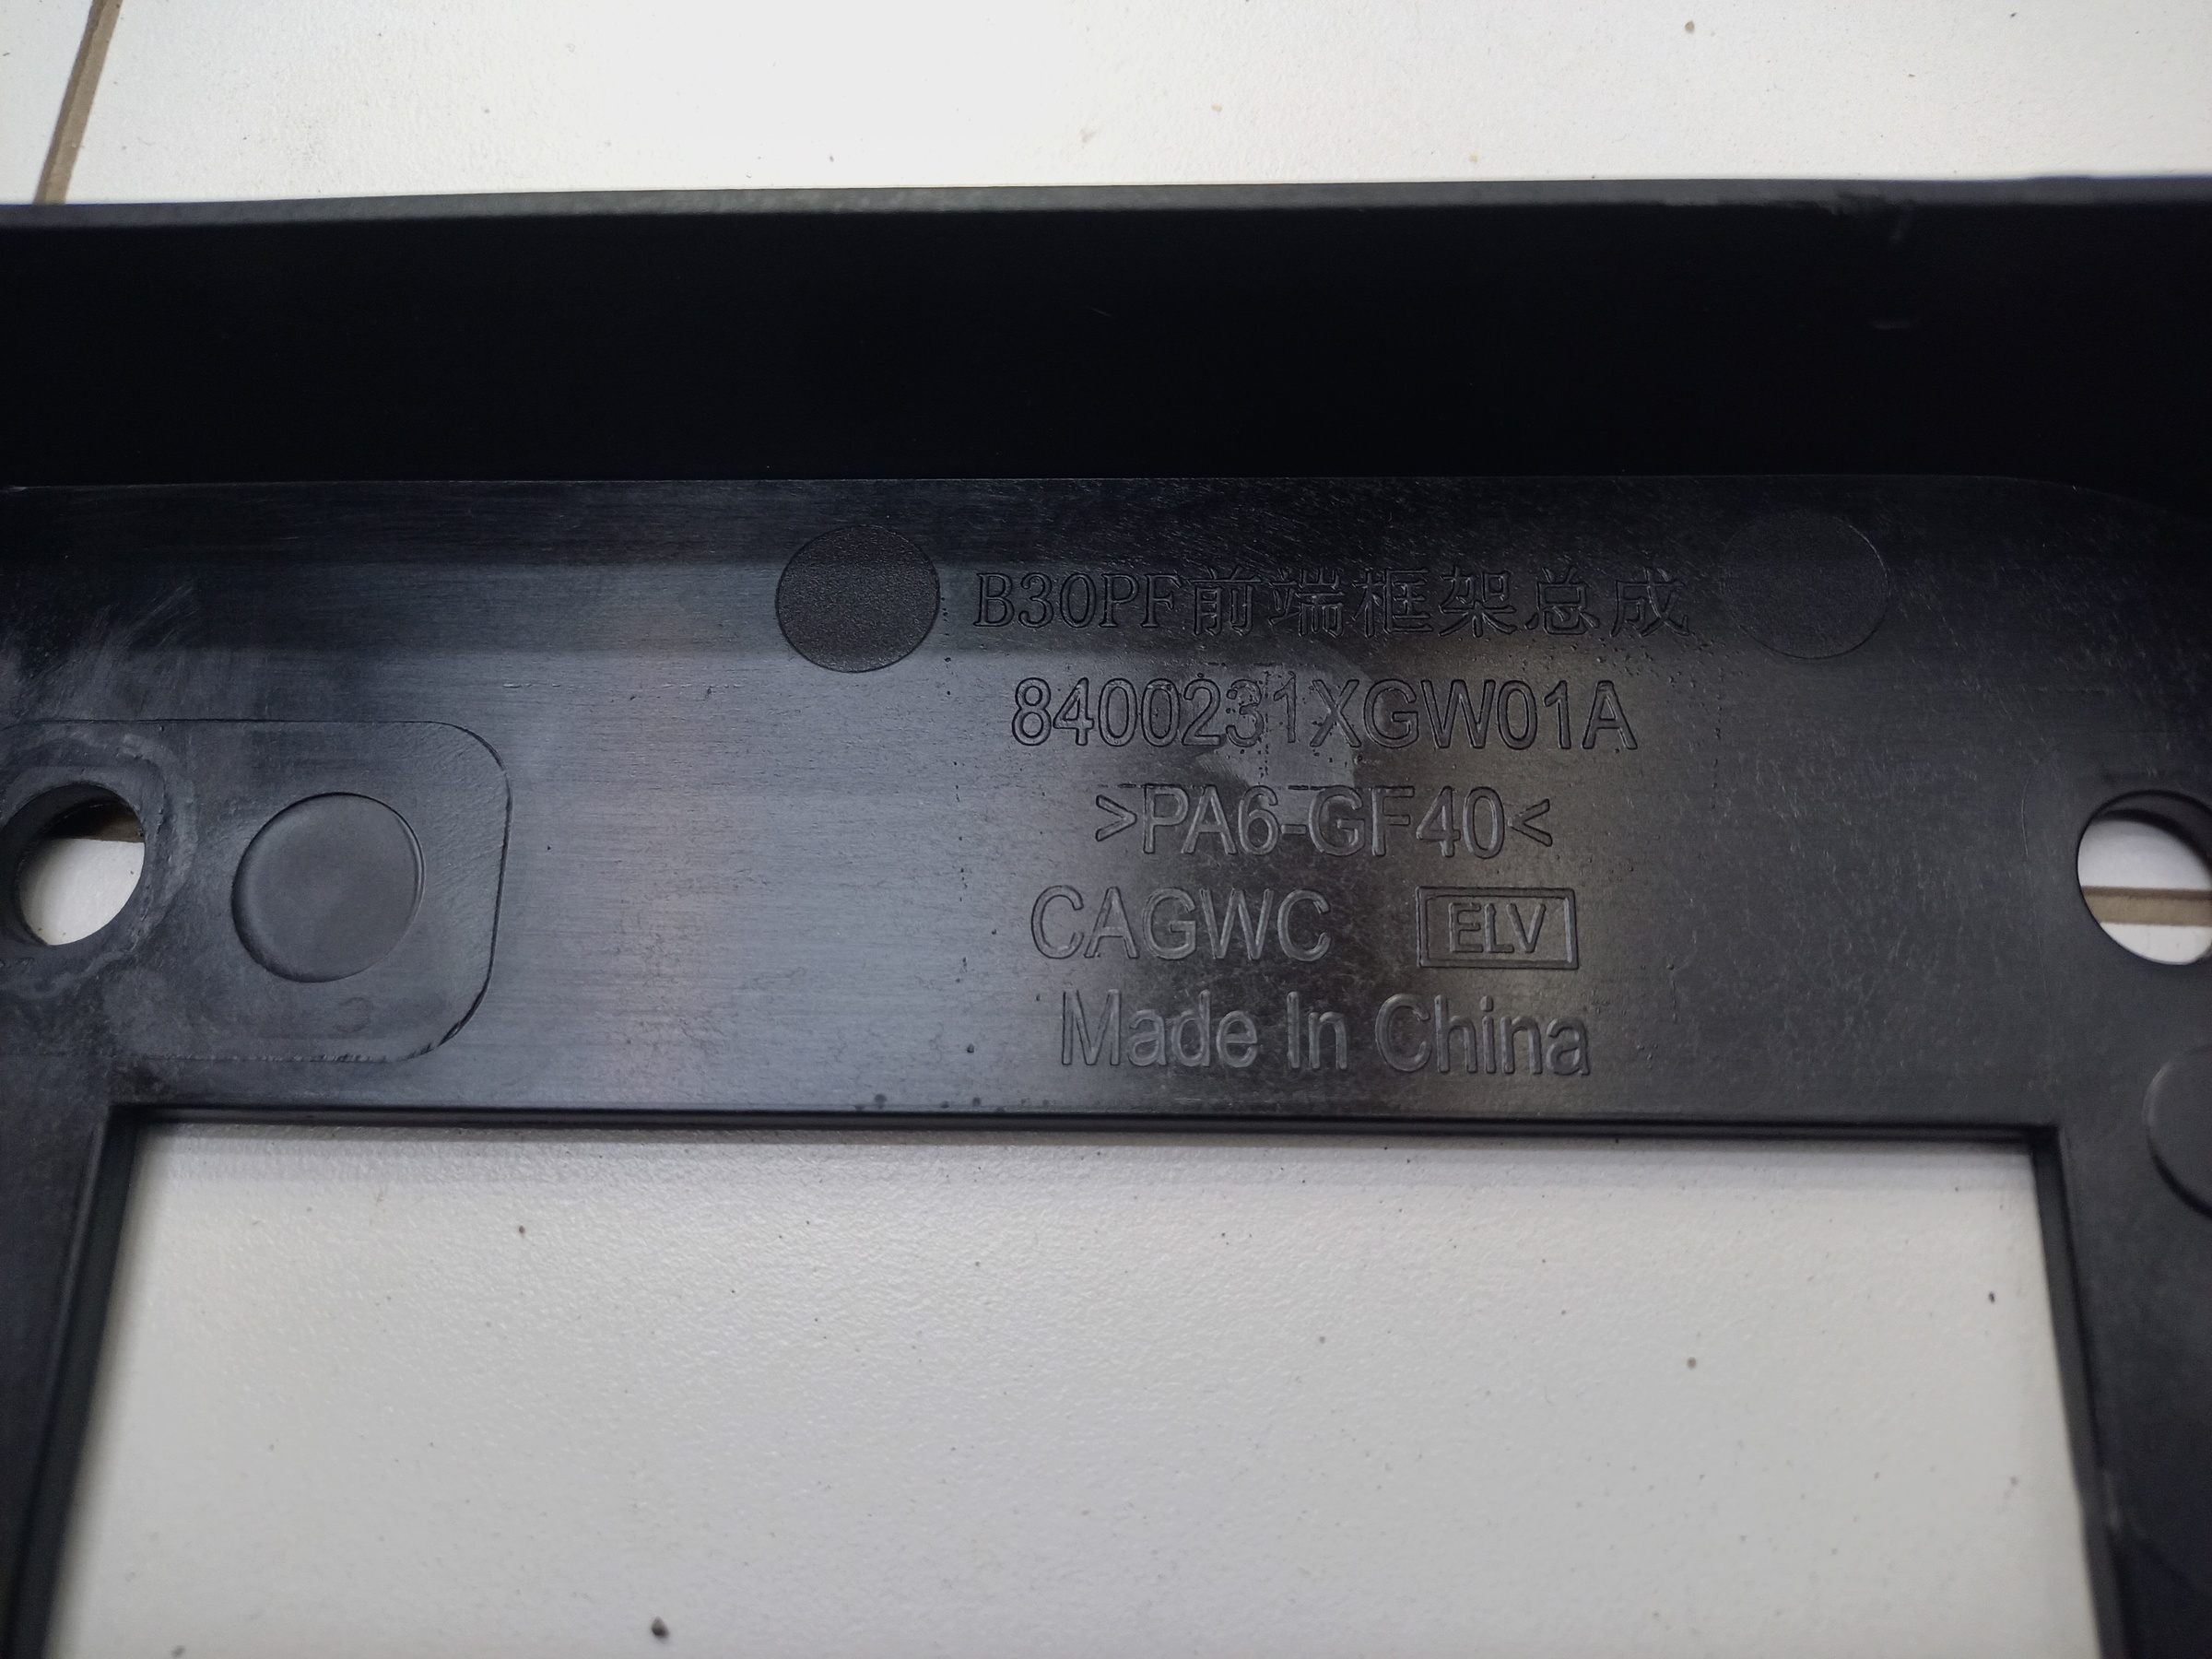 B30PF前端框架总成
8400231XGW01A
>PA6-GF40<
CAGWC ELV
Made In China